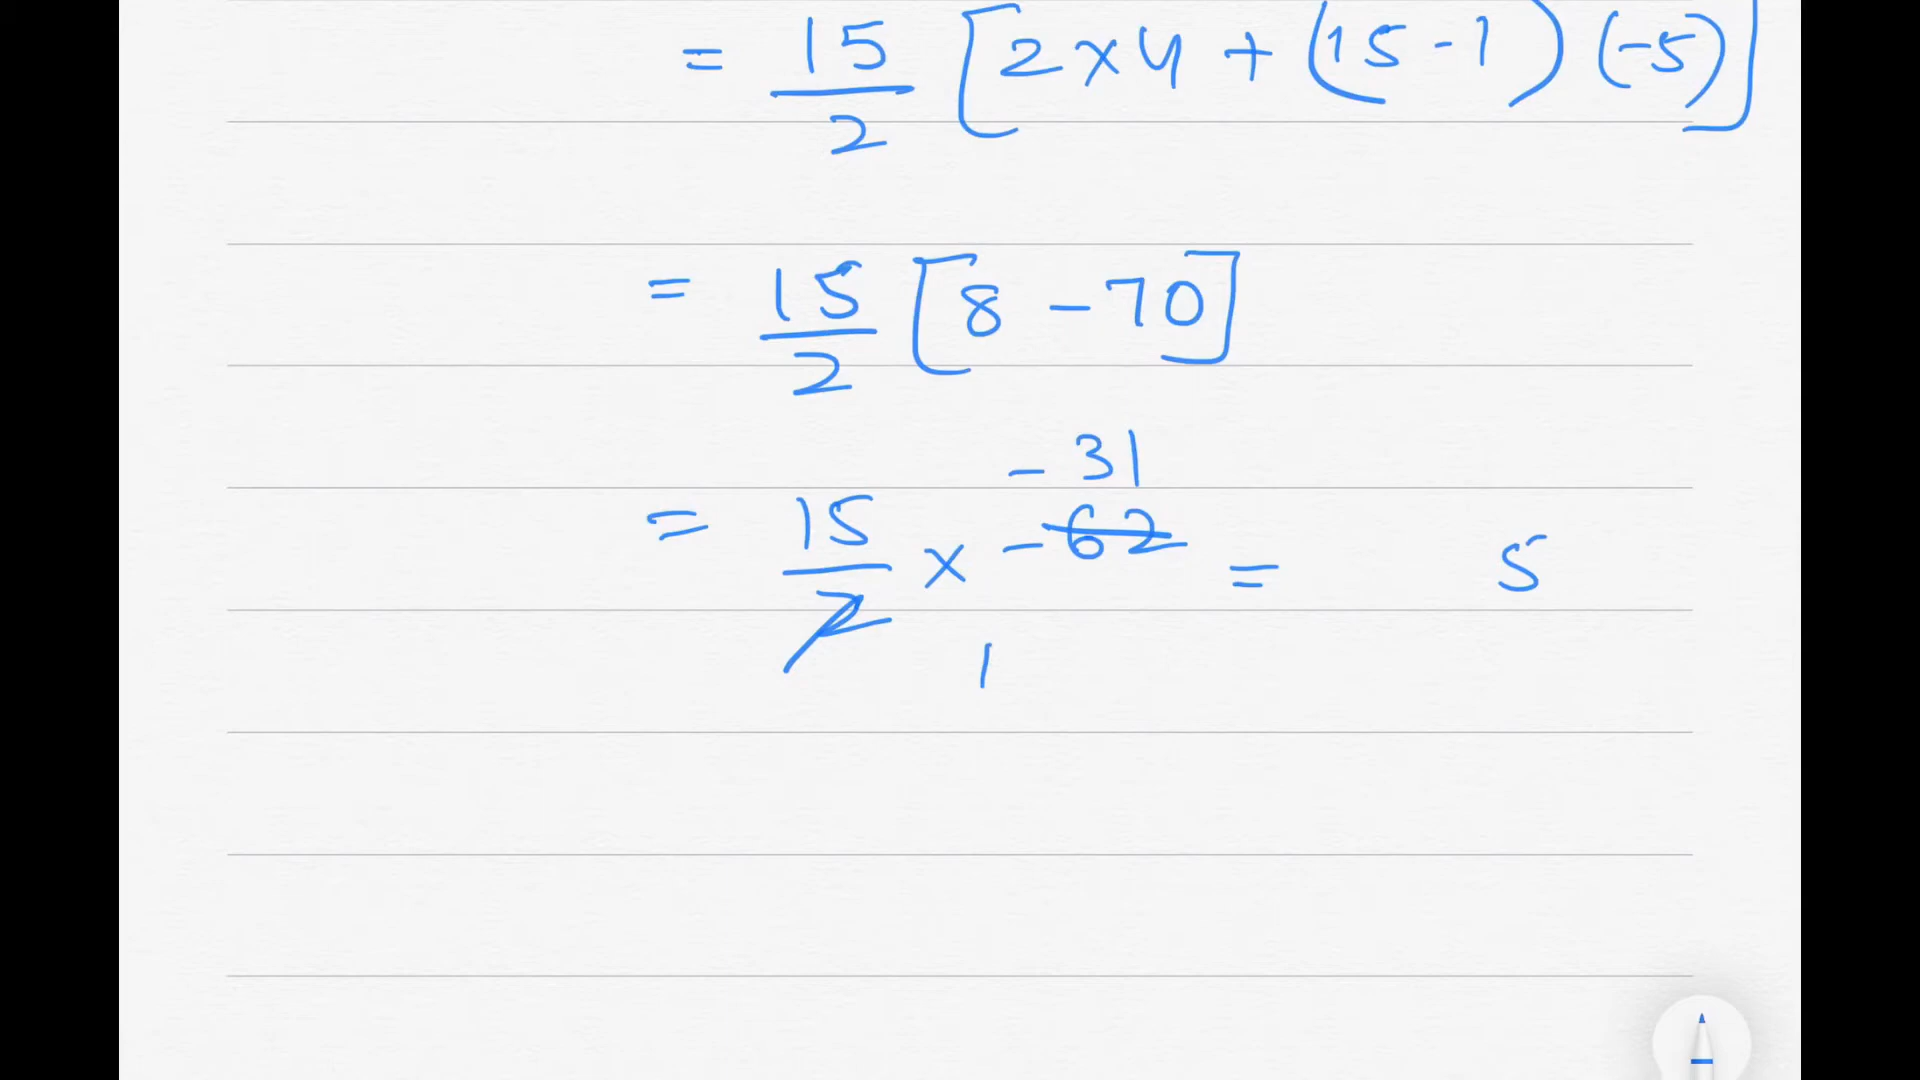 = 15/2 [2 × 4 + (15 - 1) (-5)]
= 15/2 [8 - 70]
- 31
= 15/2 × - 62 = 5
1